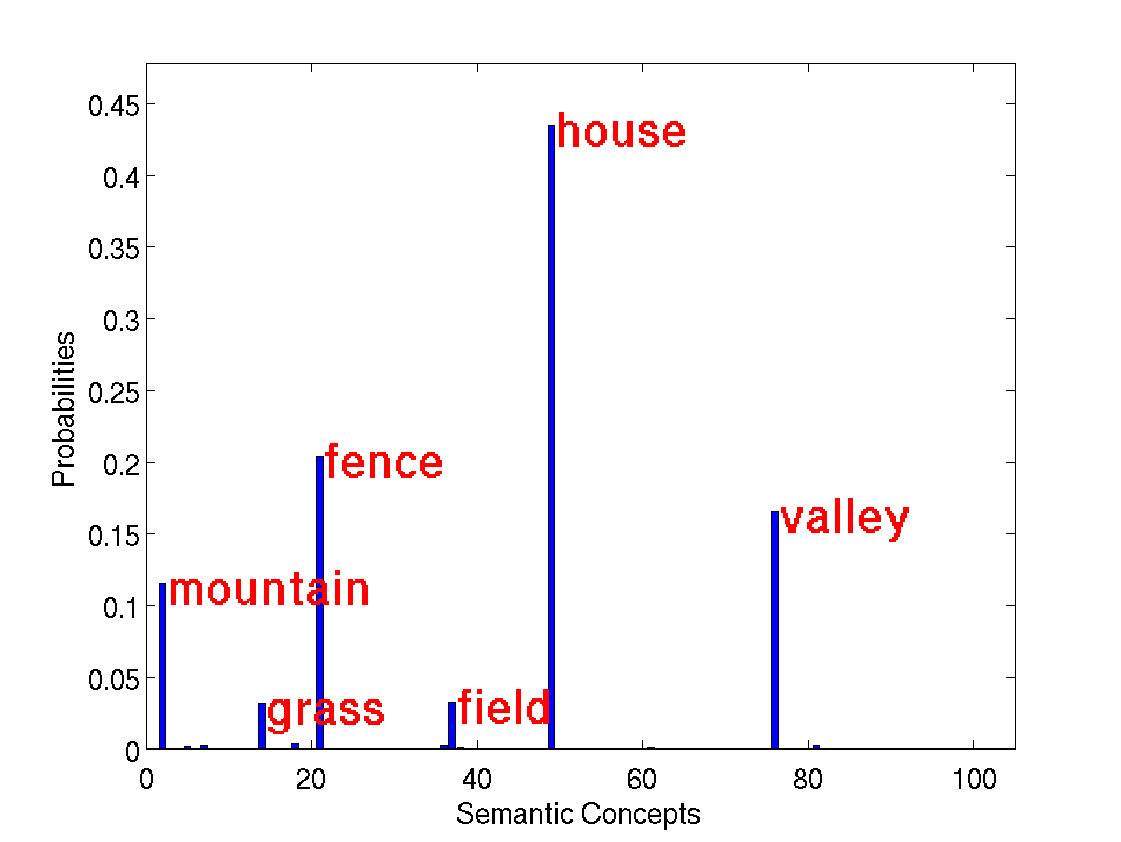 0.45
house
0.4
0.35
0.3
0.25
fence
0.2
valley
0.15
mountain
0.1
0.05
grass
field
0
0 20 40 60 80 100
Semantic Concepts
Probabilities